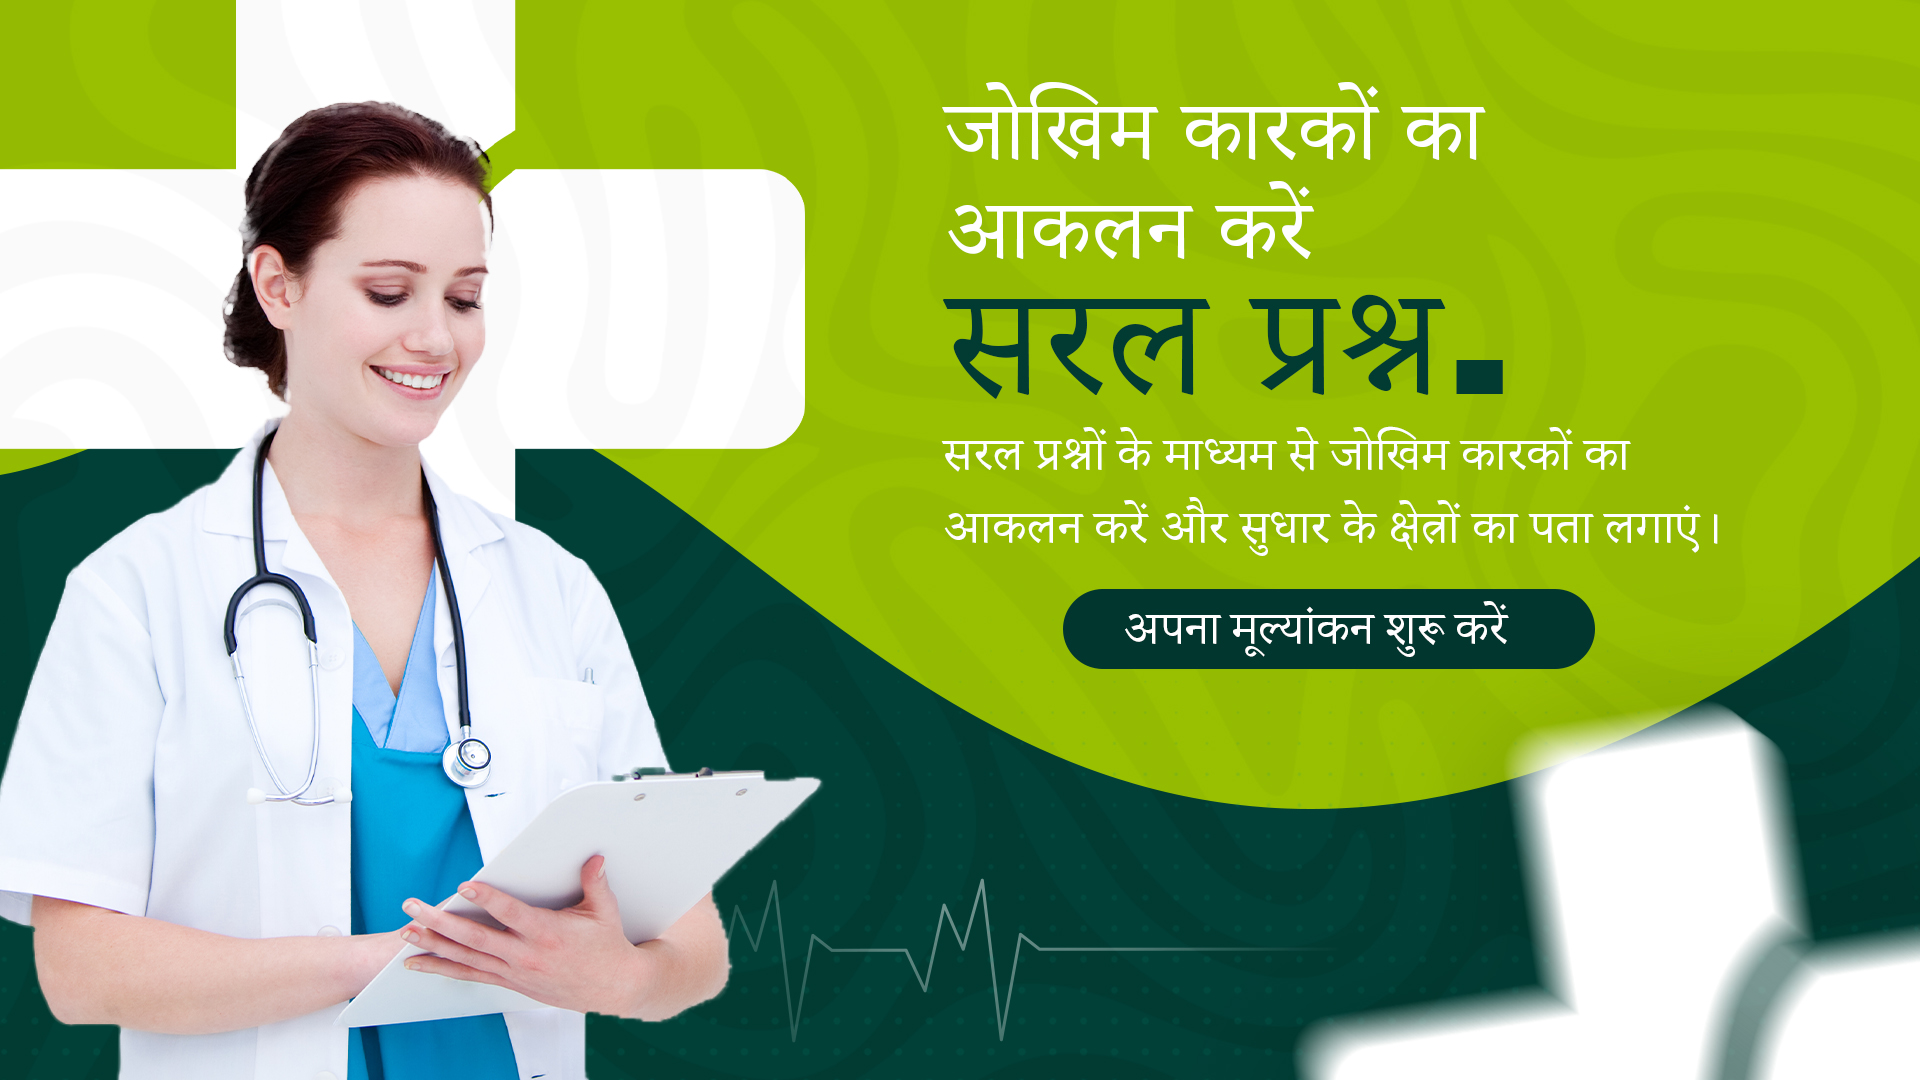 जोखिम कारकों का
आकलन करें
सरल प्रश्न.
सरल प्रश्नों के माध्यम से जोखिम कारकों का
आकलन करें और सुधार के क्षेत्रों का पता लगाएं।
अपना मूल्यांकन शुरू करें